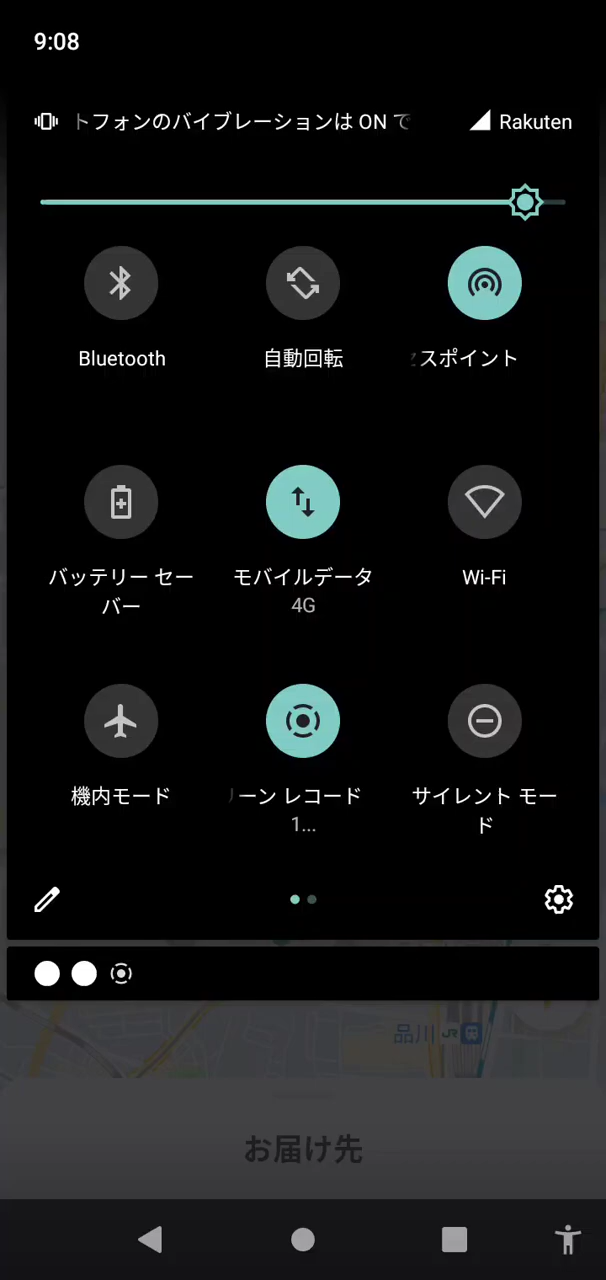 9:08
トフォンのバイブレーションは ON で
Rakuten
Bluetooth
自動回転
スポイント
バッテリー セー
バー
モバイルデータ
4G
Wi-Fi
機内モード
ーン レコード
1...
サイレント モー
ド
品川
JR
お届け先